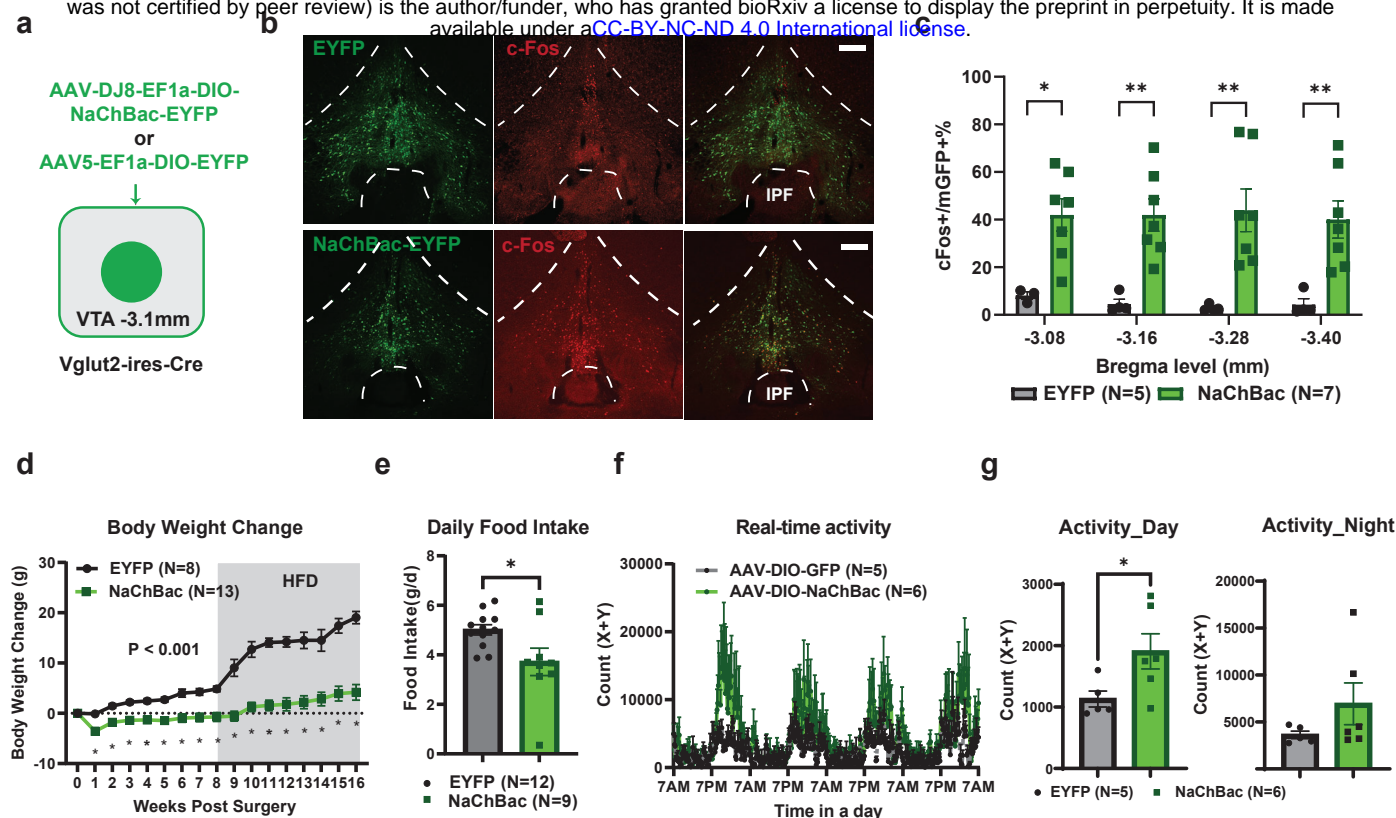 was not certified by peer review) is the author/funder, who has granted bioRxiv a license to display the preprint in perpetuity. It is made
available under aCC-BY-NC-ND 4.0 International license.
a
AAV-DJ8-EF1a-DIO-
NaChBac-EYFP
or
AAV5-EF1a-DIO-EYFP
VTA -3.1mm
Vglut2-ires-Cre
b
EYFP
c-Fos
IPF
NaChBac-EYFP
c-Fos
IPF
c
cFos+/mGFP+%
100
80
60
40
20
0
*
**
**
**
-3.08
-3.16
-3.28
-3.40
Bregma level (mm)
EYFP (N=5)
NaChBac (N=7)
d
Body Weight Change
Body Weight Change (g)
30
20
10
0
-10
EYFP (N=8)
NaChBac (N=13)
HFD
P < 0.001
* * * * * * * * * * * * * * * *
0 1 2 3 4 5 6 7 8 9 10 11 12 13 14 15 16
Weeks Post Surgery
e
Daily Food Intake
Food Intake(g/d)
8
6
4
2
0
*
EYFP (N=12)
NaChBac (N=9)
f
Real-time activity
Count (X+Y)
30000
20000
10000
0
AAV-DIO-GFP (N=5)
AAV-DIO-NaChBac (N=6)
7AM 7PM 7AM 7PM 7AM 7PM 7AM 7PM 7AM
Time in a day
g
Activity_Day
Count (X+Y)
3000
2000
1000
0
*
Activity_Night
Count (X+Y)
20000
15000
10000
5000
0
EYFP (N=5)
NaChBac (N=6)